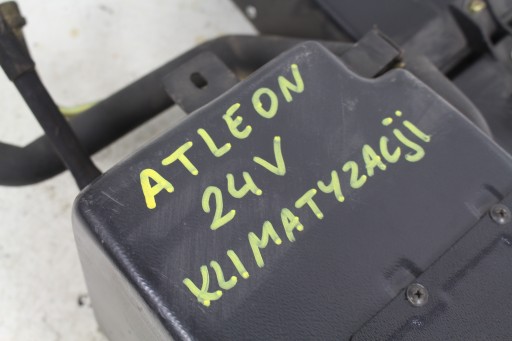 ATLEON
24V
KLIMATYZACJI